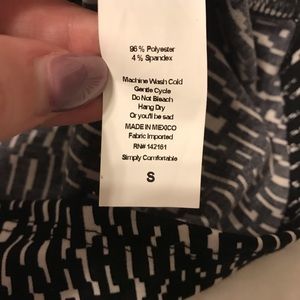 96 % Polyester
4 % Spandex
Machine Wash Cold
Gentle Cycle
Do Not Bleach
Hang Dry
Or you'll be sad
MADE IN MEXICO
Fabric Imported
RN# 142161
Simply Comfortable
S